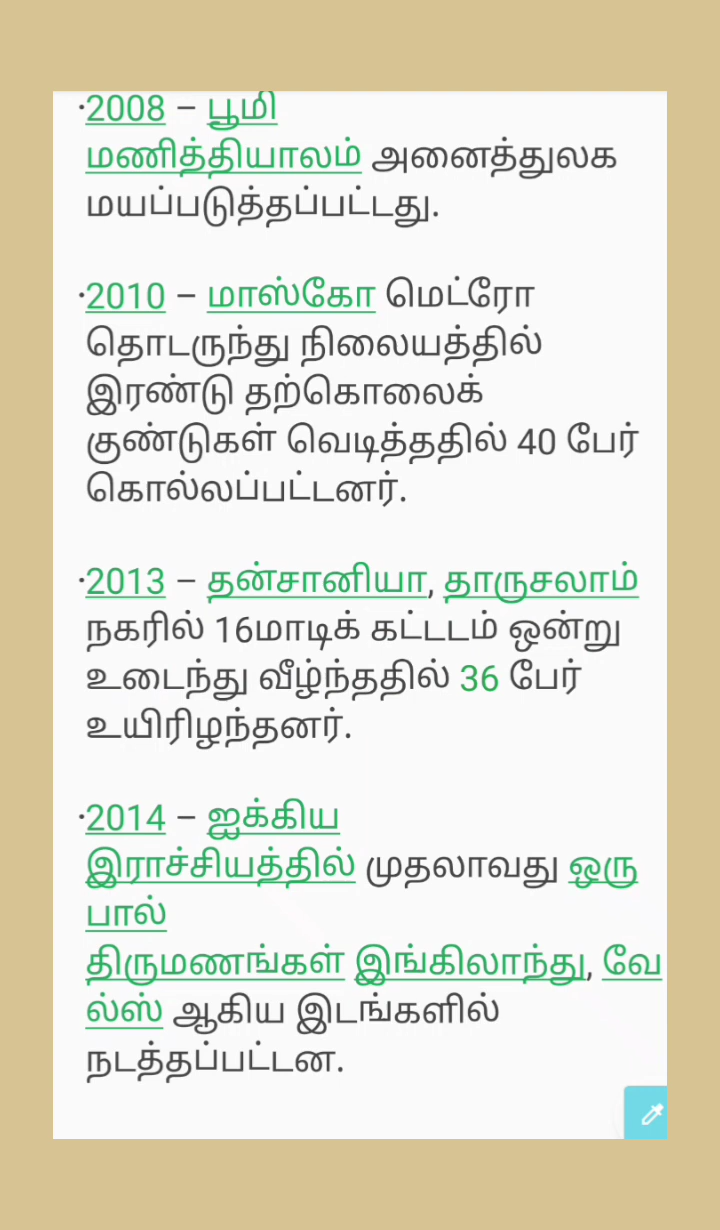 ·2008 – பூமி
மணித்தியாலம் அனைத்துலக
மயப்படுத்தப்பட்டது.
·2010 – மாஸ்கோ மெட்ரோ
தொடருந்து நிலையத்தில்
இரண்டு தற்கொலைக்
குண்டுகள் வெடித்ததில் 40 பேர்
கொல்லப்பட்டனர்.
·2013 – தன்சானியா, தாருசலாம்
நகரில் 16மாடிக் கட்டடம் ஒன்று
உடைந்து வீழ்ந்ததில் 36 பேர்
உயிரிழந்தனர்.
·2014 – ஐக்கிய
இராச்சியத்தில் முதலாவது ஒரு
பால்
திருமணங்கள் இங்கிலாந்து, வே
ல்ஸ் ஆகிய இடங்களில்
நடத்தப்பட்டன.